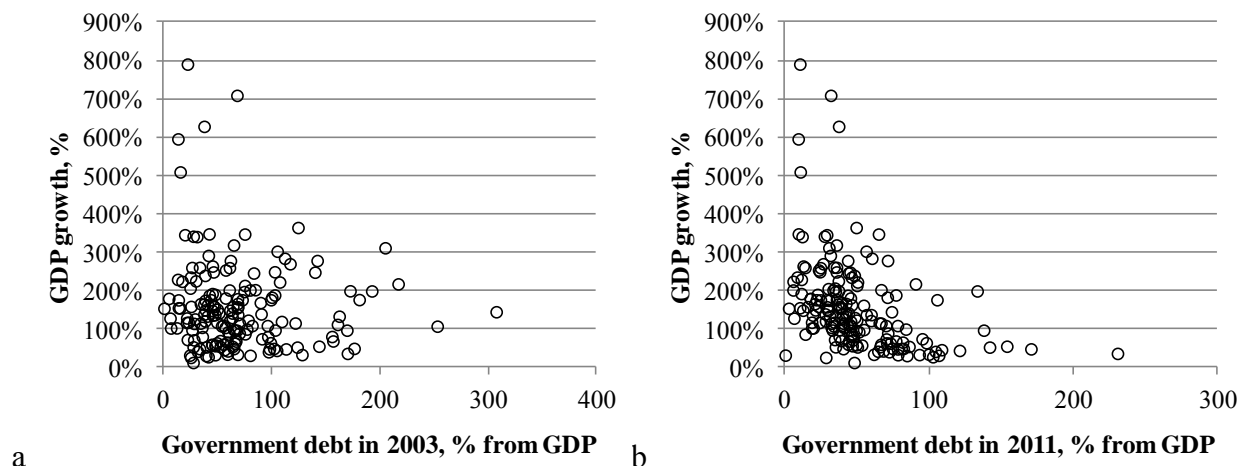 900%
800%
700%
600%
500%
400%
300%
200%
100%
0%
GDP growth, %
0 100 200 300 400
Government debt in 2003, % from GDP
a
900%
800%
700%
600%
500%
400%
300%
200%
100%
0%
GDP growth, %
0 100 200 300
Government debt in 2011, % from GDP
b